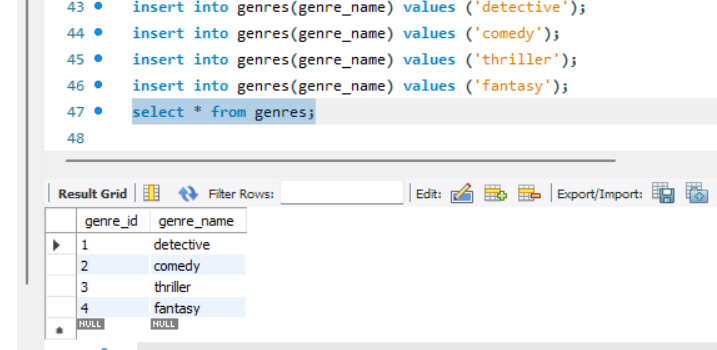 43 insert into genres(genre_name) values ('detective');
44 insert into genres(genre_name) values ('comedy');
45 insert into genres(genre_name) values ('thriller');
46 insert into genres(genre_name) values ('fantasy');
47 select * from genres;
48
Result Grid Filter Rows: Edit: Export/Import:
genre_id genre_name
1 detective
2 comedy
3 thriller
4 fantasy
NULL NULL